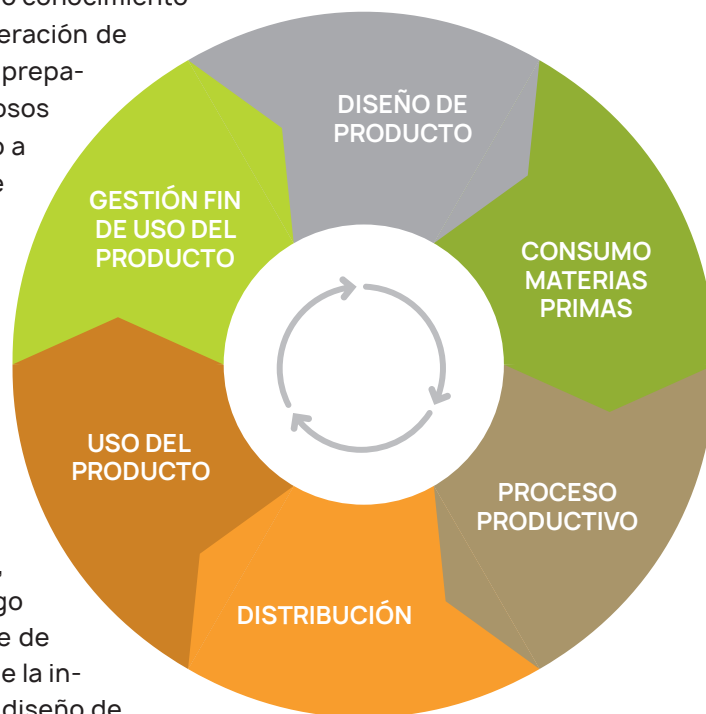 o conocimiento
eración de
prepa-
osos
o a
e
DISEÑO DE
PRODUCTO
CONSUMO
MATERIAS
PRIMAS
PROCESO
PRODUCTIVO
DISTRIBUCIÓN
USO DEL
PRODUCTO
GESTIÓN FIN
DE USO DEL
PRODUCTO
,
go
e de
e la in-
diseño de